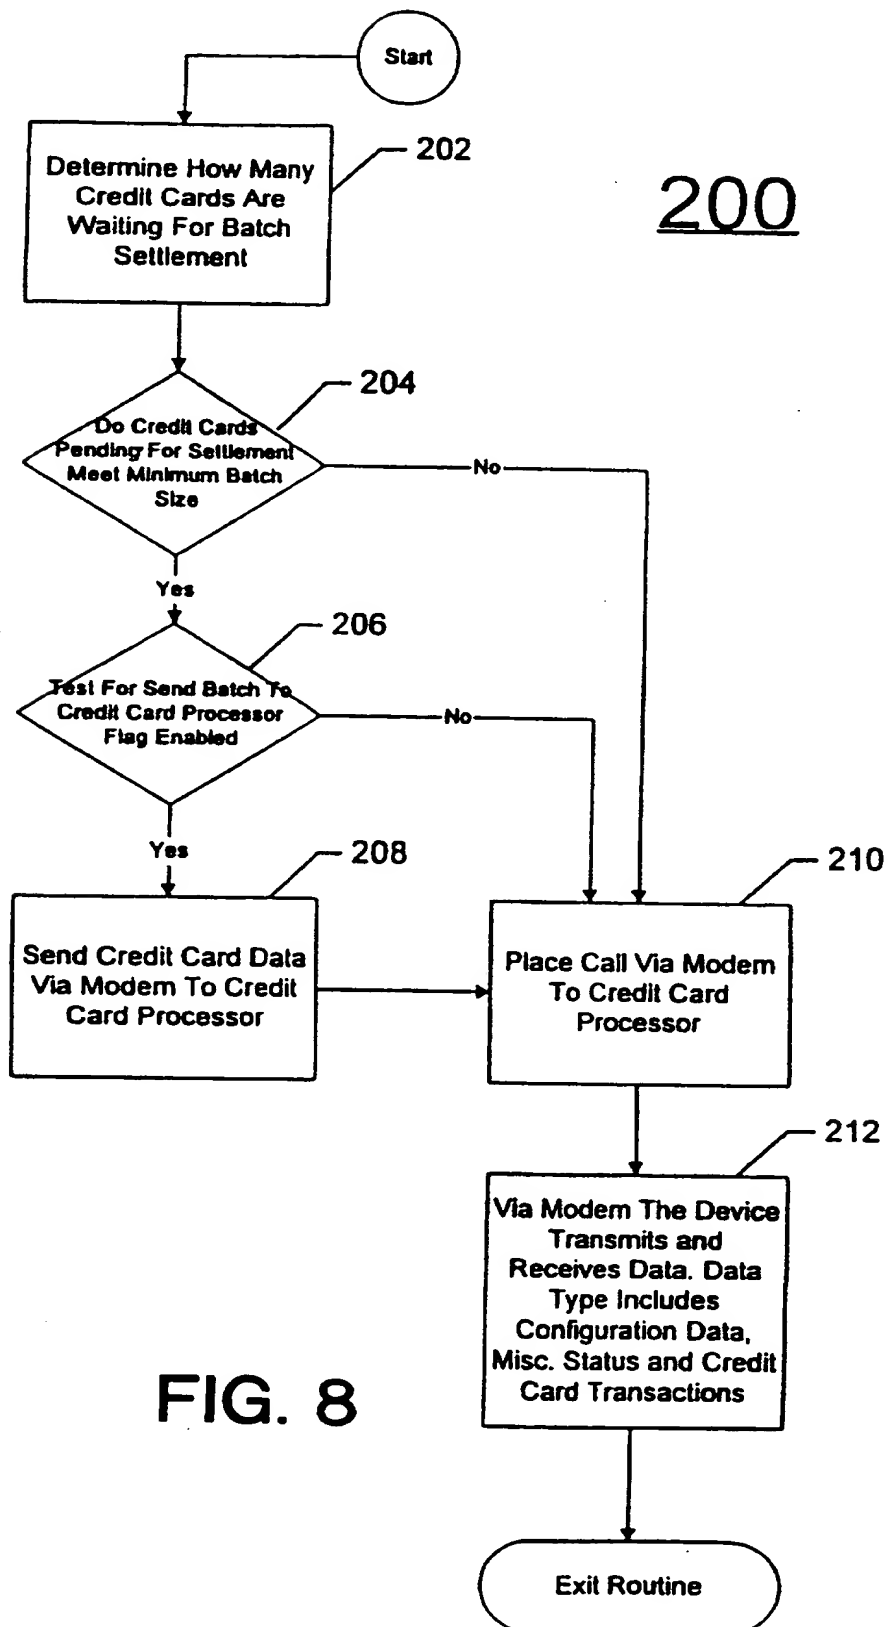 Start
202
Determine How Many
Credit Cards Are
Waiting For Batch
Settlement
200
204
Do Credit Cards
Pending For Settlement
Meet Minimum Batch
Size
No
Yes
206
Test For Send Batch To
Credit Card Processor
Flag Enabled
No
Yes
208
Send Credit Card Data
Via Modem To Credit
Card Processor
210
Place Call Via Modem
To Credit Card
Processor
212
Via Modem The Device
Transmits and
Receives Data. Data
Type Includes
Configuration Data,
Misc. Status and Credit
Card Transactions
FIG. 8
Exit Routine